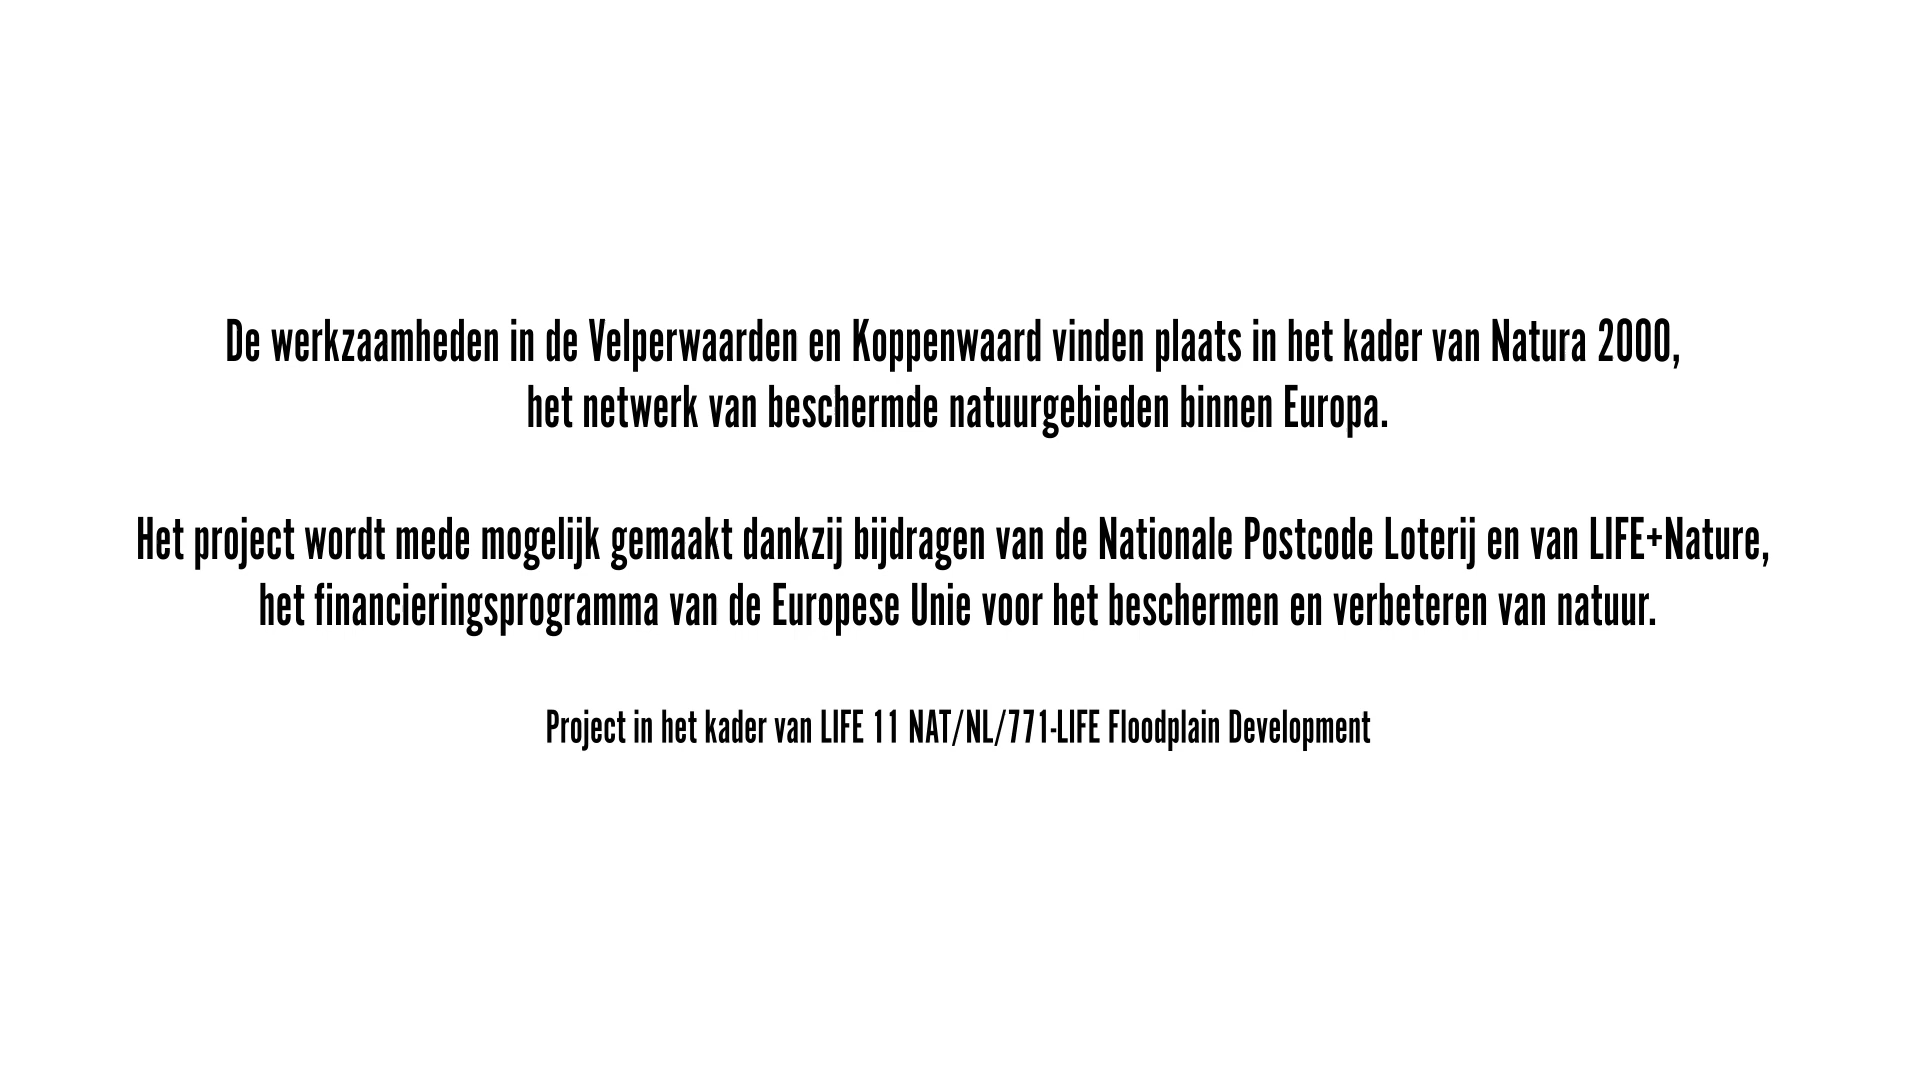 De werkzaamheden in de Velperwaarden en Koppenwaard vinden plaats in het kader van Natura 2000,
het netwerk van beschermde natuurgebieden binnen Europa.
Het project wordt mede mogelijk gemaakt dankzij bijdragen van de Nationale Postcode Loterij en van LIFE+Nature,
het financieringsprogramma van de Europese Unie voor het beschermen en verbeteren van natuur.
Project in het kader van LIFE 11 NAT/NL/771-LIFE Floodplain Development